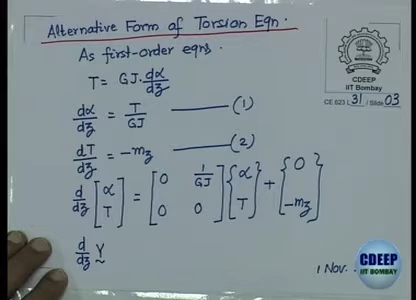 Alternative Form of Torsion Eqn.
As first-order eqns.
T = GJ. dα/dz
dα/dz = T/GJ (1)
dT/dz = -mz (2)
d/dz [α T] = [0 1/GJ 0 0] {α T} + {0 -mz}
d/dz Y
CDEEP
IIT Bombay
CE 623 L 31 / Slide 03
CDEEP
IIT BOMBAY
1 Nov.